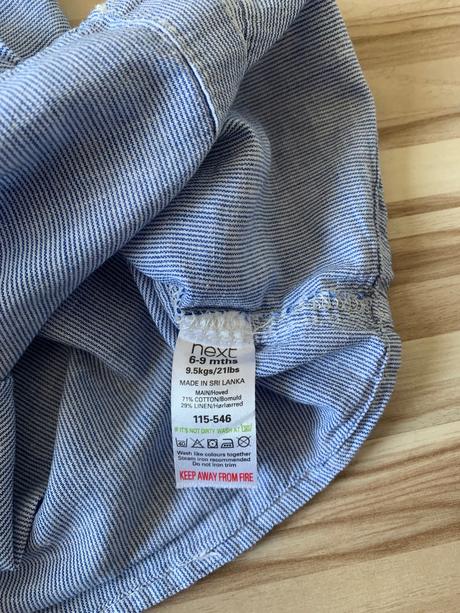 next
6-9 mths
9.5kgs/21lbs
MADE IN SRI LANKA
MAIN/Hoved
71% COTTON/Bomuld
29% LINEN/Hørlærred
115-546
IF IT'S NOT DIRTY WASH AT 30°
40
Wash like colours together
Steam iron recommended
Do not iron trim
KEEP AWAY FROM FIRE